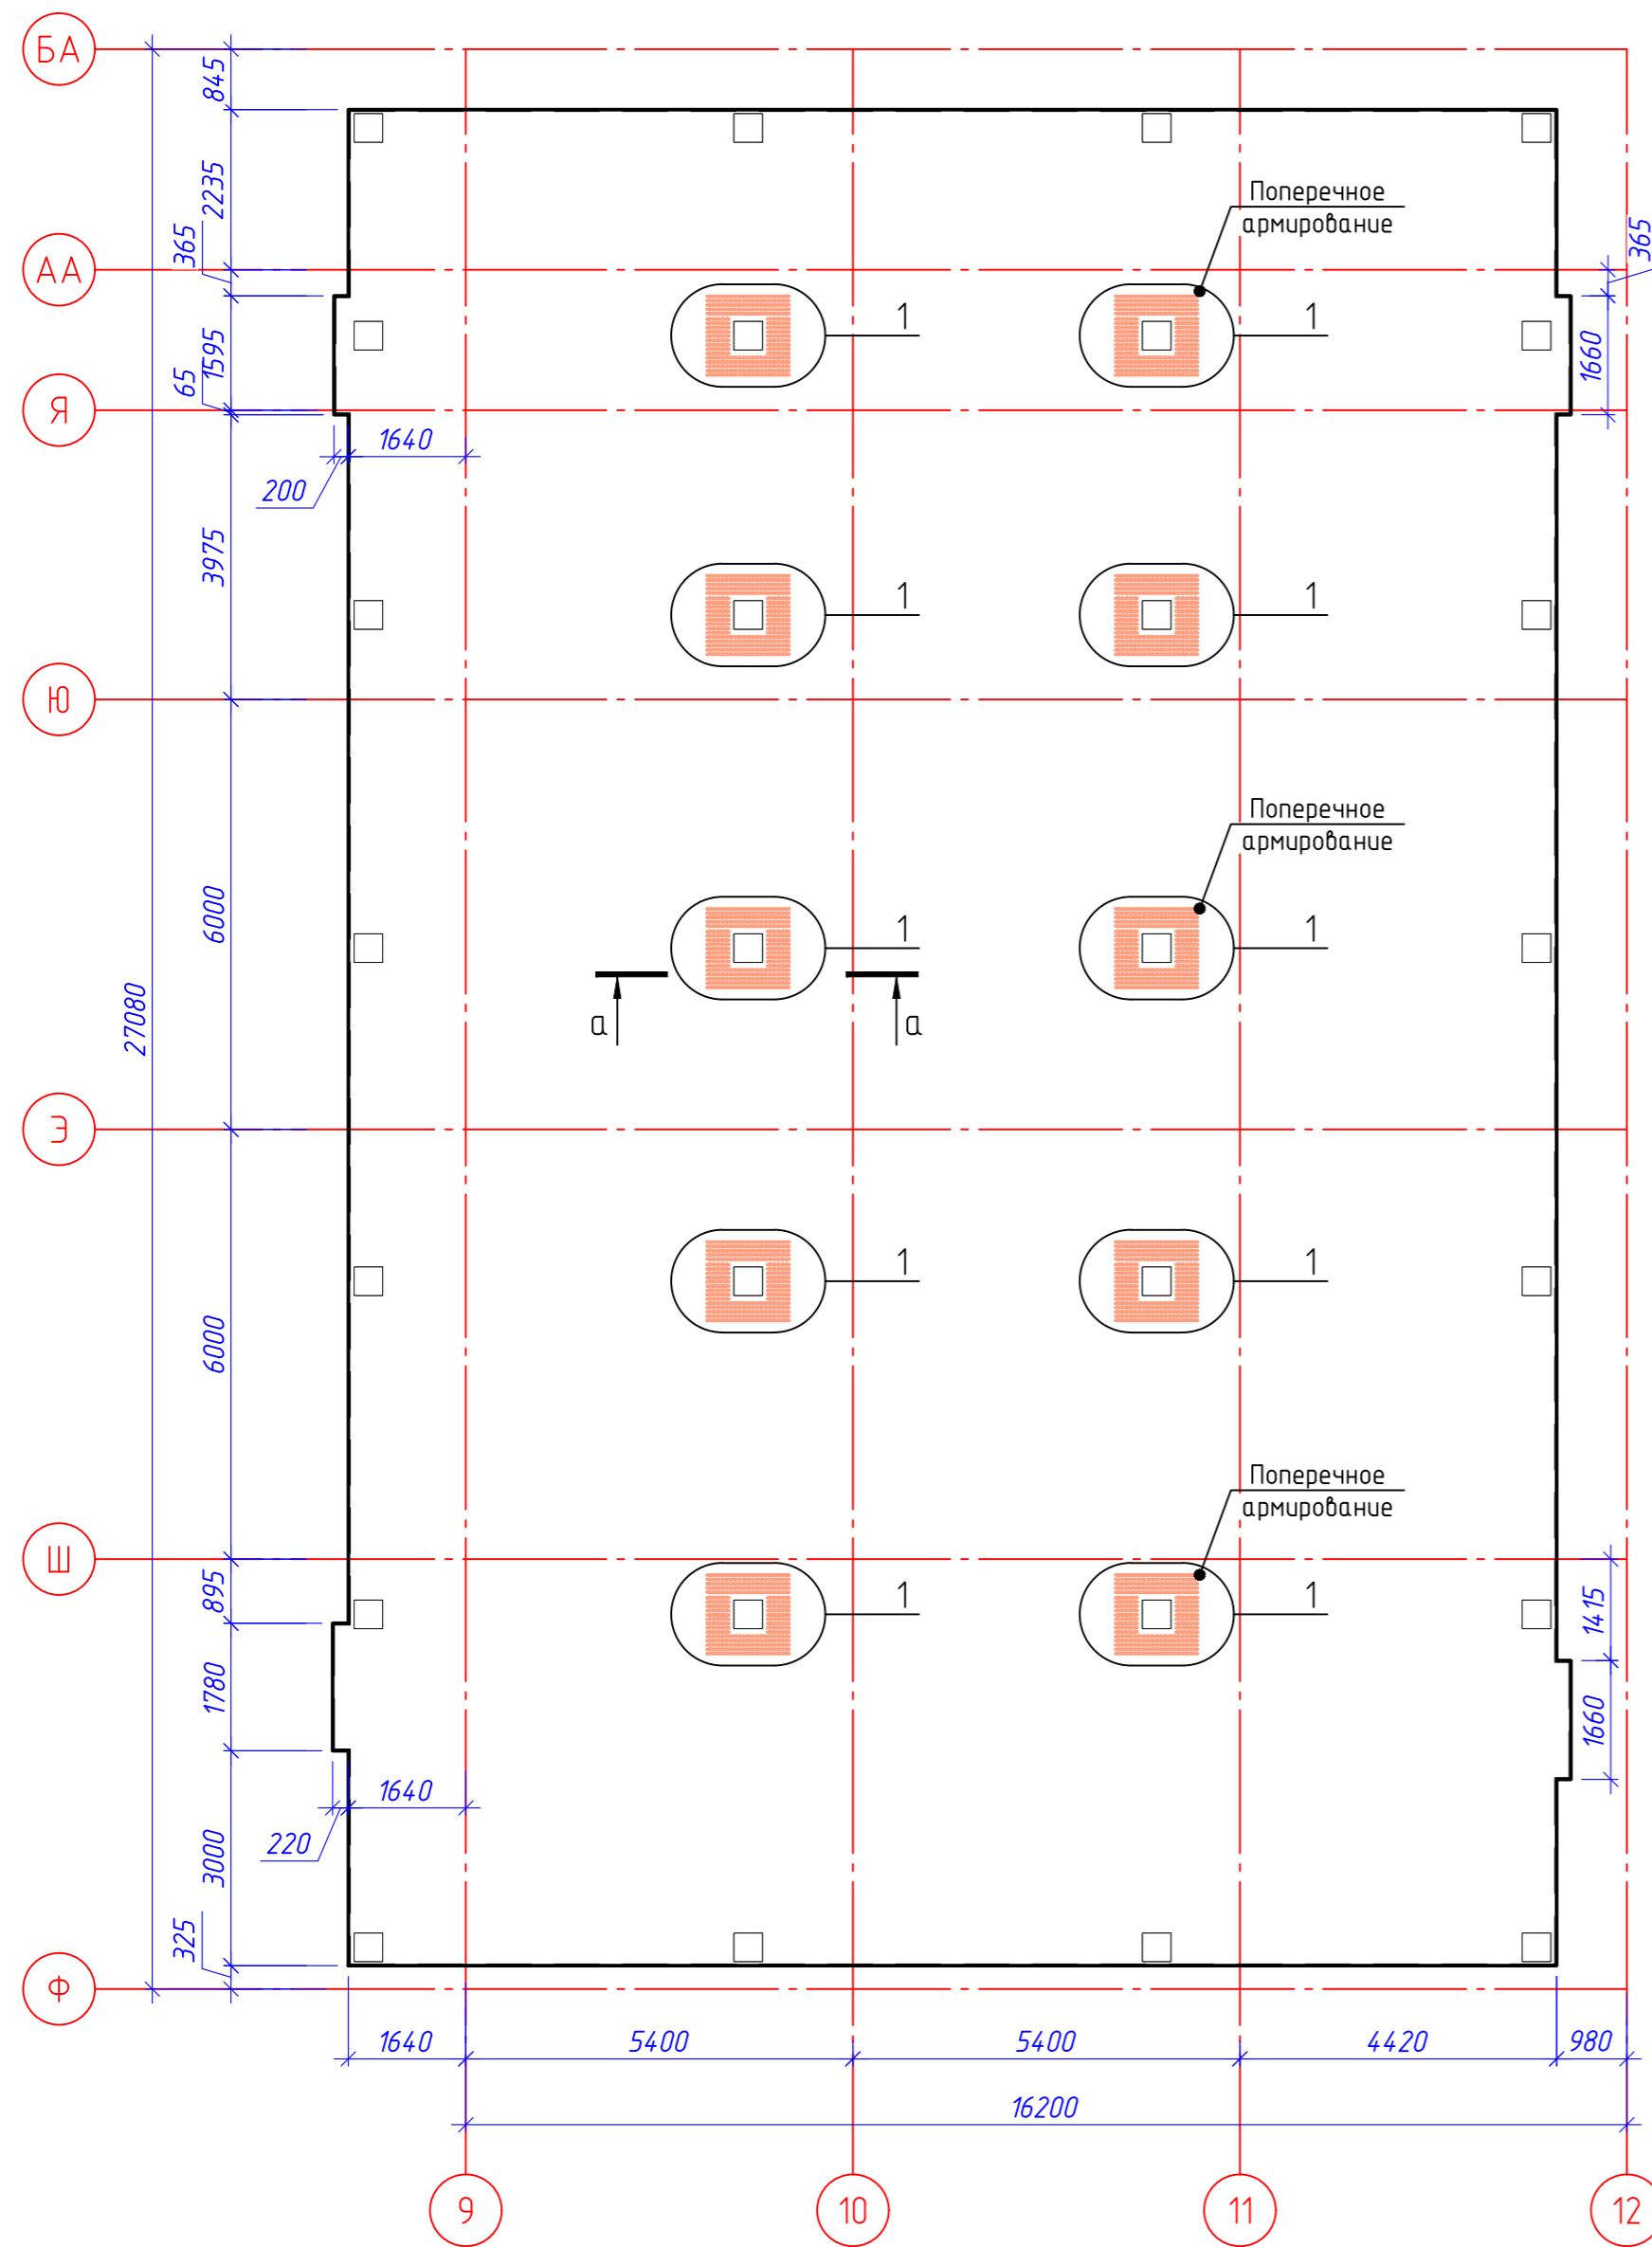 БА
845
2235
Поперечное
армирование
365
365
АА
1
1
1595
1660
65
Я
1640
200
3975
1
1
Ю
Поперечное
армирование
6000
1
1
27080
а
а
Э
1
1
6000
Поперечное
армирование
Ш
895
1
1
1415
1780
1660
1640
220
3000
325
Ф
1640
5400
5400
4420
980
16200
9
10
11
12